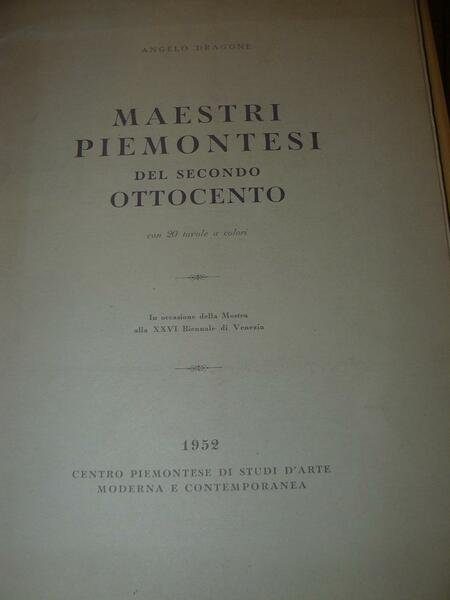 ANGELO DRAGONE
MAESTRI
PIEMONTESI
DEL SECONDO
OTTOCENTO
con 20 tavole a colori
In occasione della Mostra
alla XXVI Biennale di Venezia
1952
CENTRO PIEMONTESE DI STUDI D'ARTE
MODERNA E CONTEMPORANEA